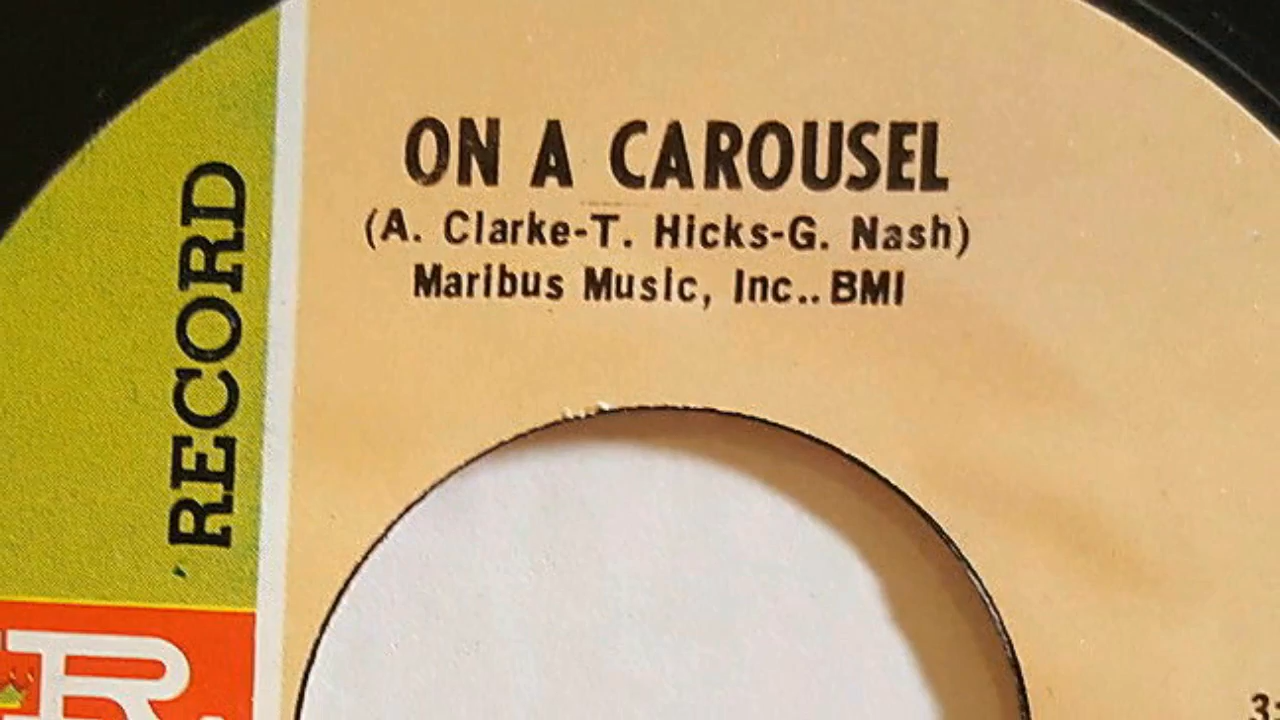 ON A CAROUSEL
(A. Clarke-T. Hicks-G. Nash)
Maribus Music, Inc.. BMI
RECORD
R